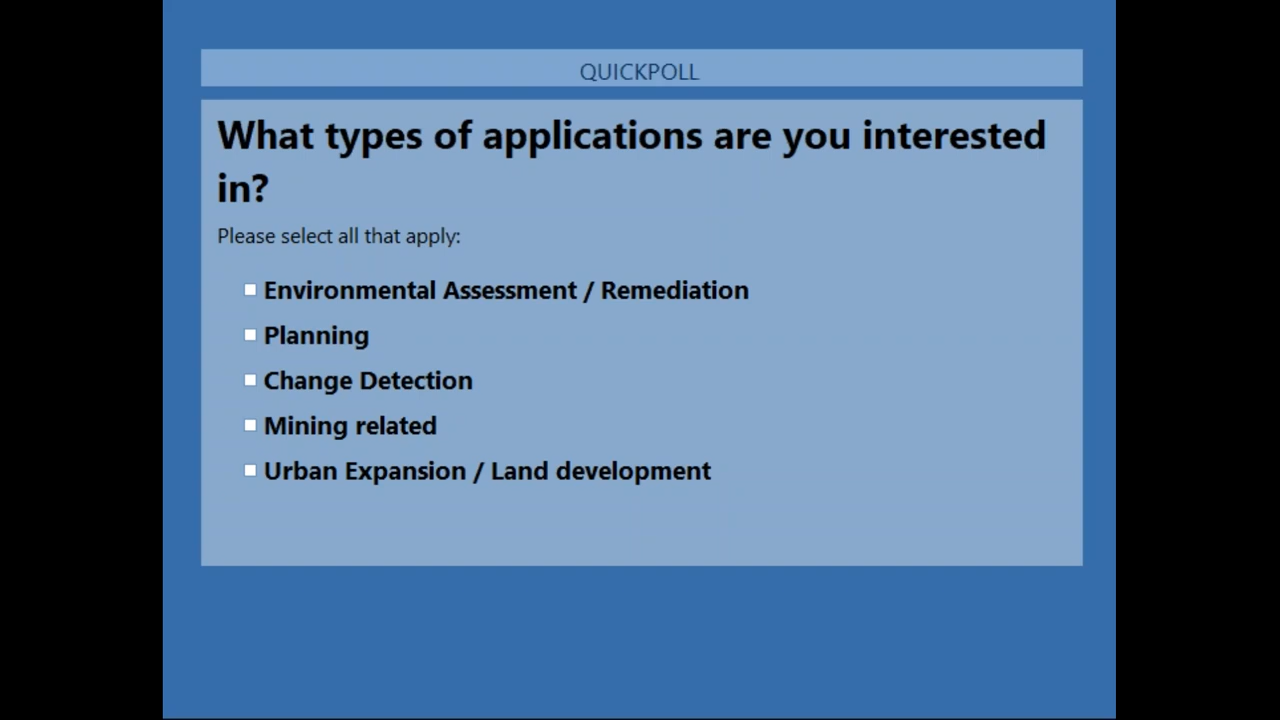 QUICKPOLL
What types of applications are you interested
in?
Please select all that apply:
Environmental Assessment / Remediation
Planning
Change Detection
Mining related
Urban Expansion / Land development